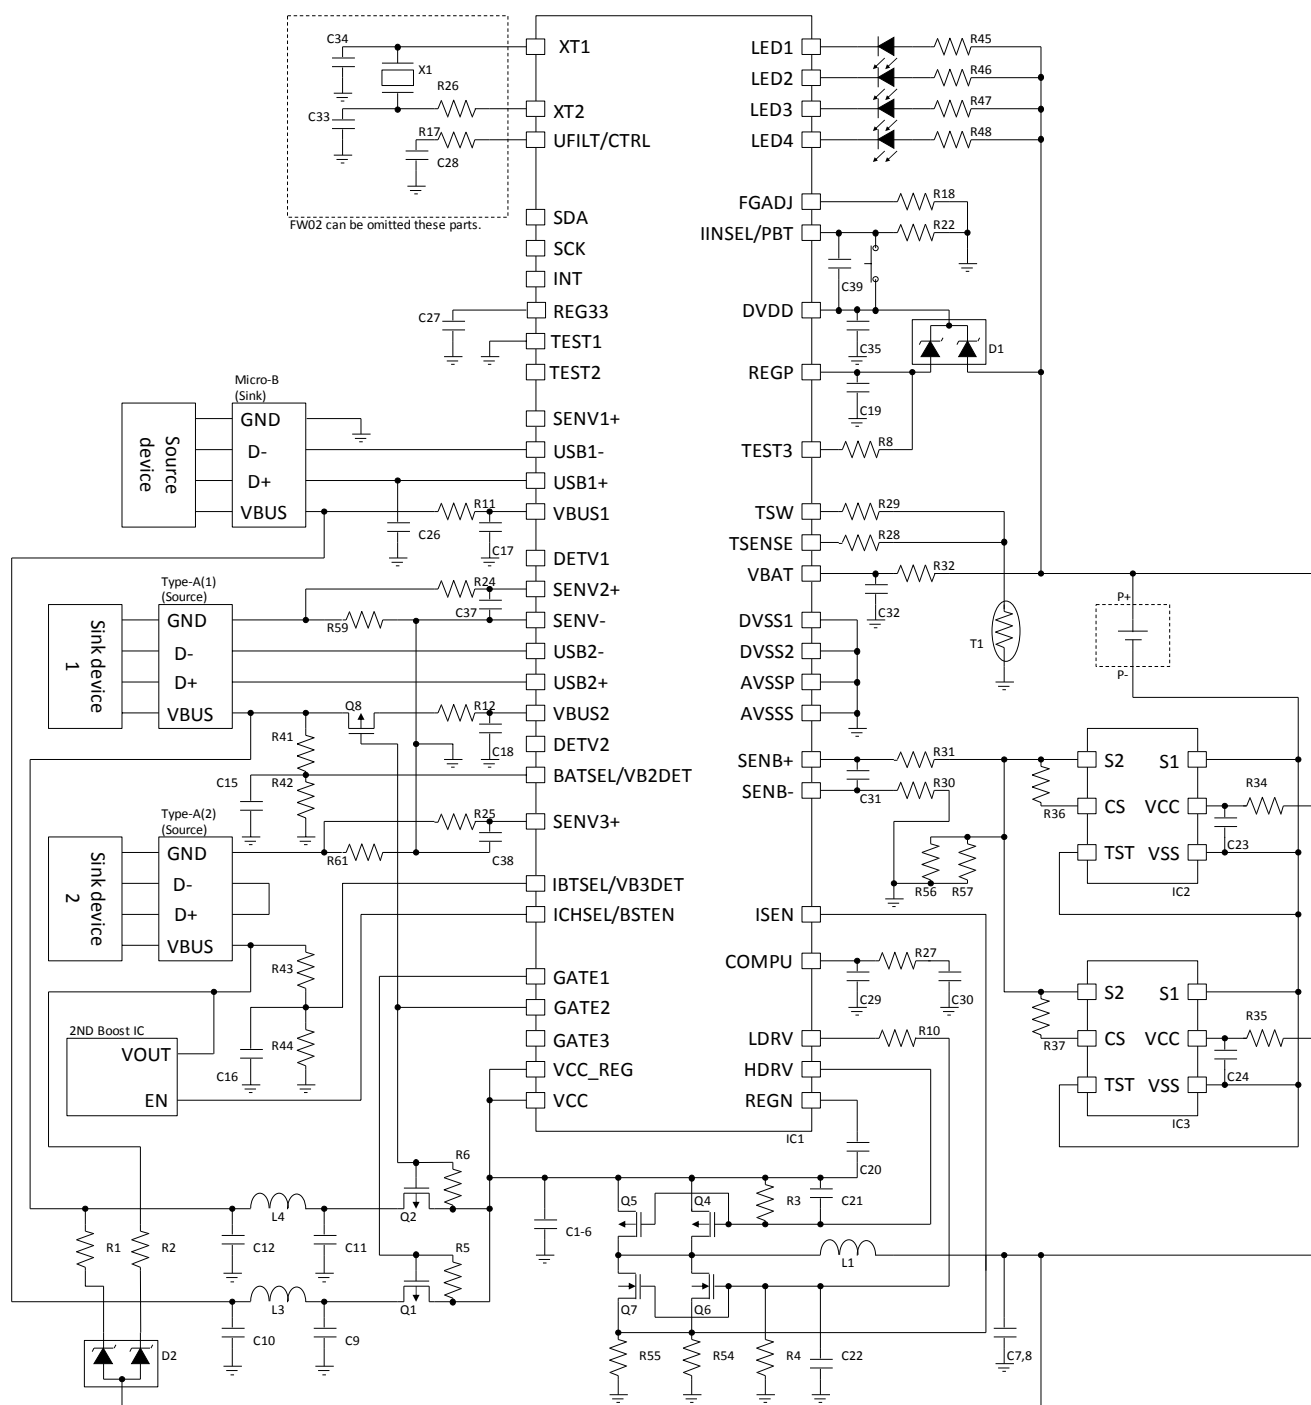 C34
X1
R26
C33
R17
C28
FW02 can be omitted these parts.
C27
XT1
XT2
UFILT/CTRL
SDA
SCK
INT
REG33
TEST1
TEST2
SENV1+
USB1-
USB1+
VBUS1
DETV1
SENV2+
SENV-
USB2-
USB2+
VBUS2
DETV2
BATSEL/VB2DET
SENV3+
IBTSEL/VB3DET
ICHSEL/BSTEN
GATE1
GATE2
GATE3
VCC_REG
VCC
LED1
LED2
LED3
LED4
FGADJ
IINSEL/PBT
DVDD
REGP
TEST3
TSW
TSENSE
VBAT
DVSS1
DVSS2
AVSSP
AVSSS
SENB+
SENB-
ISEN
COMPU
LDRV
HDRV
REGN
IC1
R45
R46
R47
R48
R18
R22
C39
C35
D1
C19
R8
R29
R28
R32
C32
T1
P+
P-
R31
C31
R30
R56
R57
R27
C29
C30
R10
C20
Micro-B
(Sink)
GND
D-
D+
VBUS
Source
device
R11
C26
C17
Type-A(1)
(Source)
GND
D-
D+
VBUS
Sink device
1
R24
C37
R59
Q8
R12
C18
R41
R42
C15
Type-A(2)
(Source)
GND
D-
D+
VBUS
Sink device
2
R25
C38
R61
R43
R44
C16
2ND Boost IC
VOUT
EN
S2
S1
CS
VCC
TST
VSS
IC2
R36
R34
C23
S2
S1
CS
VCC
TST
VSS
IC3
R37
R35
C24
R6
L4
Q2
C12
C11
R1
R2
R5
L3
Q1
C10
C9
D2
C1-6
Q5
Q4
R3
C21
L1
Q7
Q6
R55
R54
R4
C22
C7,8